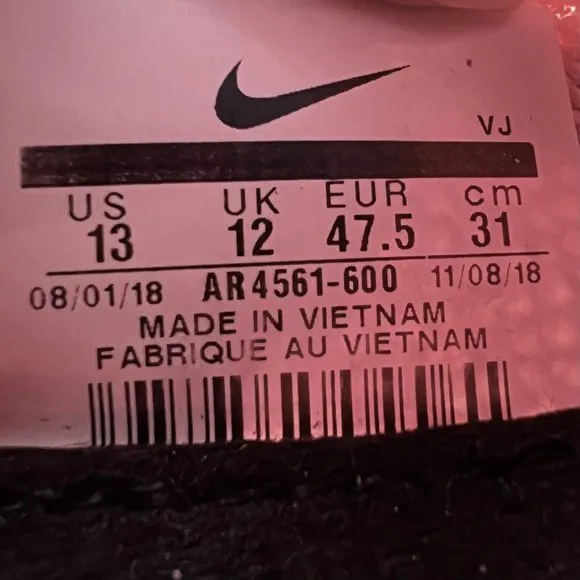 VJ
US UK EUR cm
13 12 47.5 31
08/01/18 AR4561-600 11/08/18
MADE IN VIETNAM
FABRIQUE AU VIETNAM